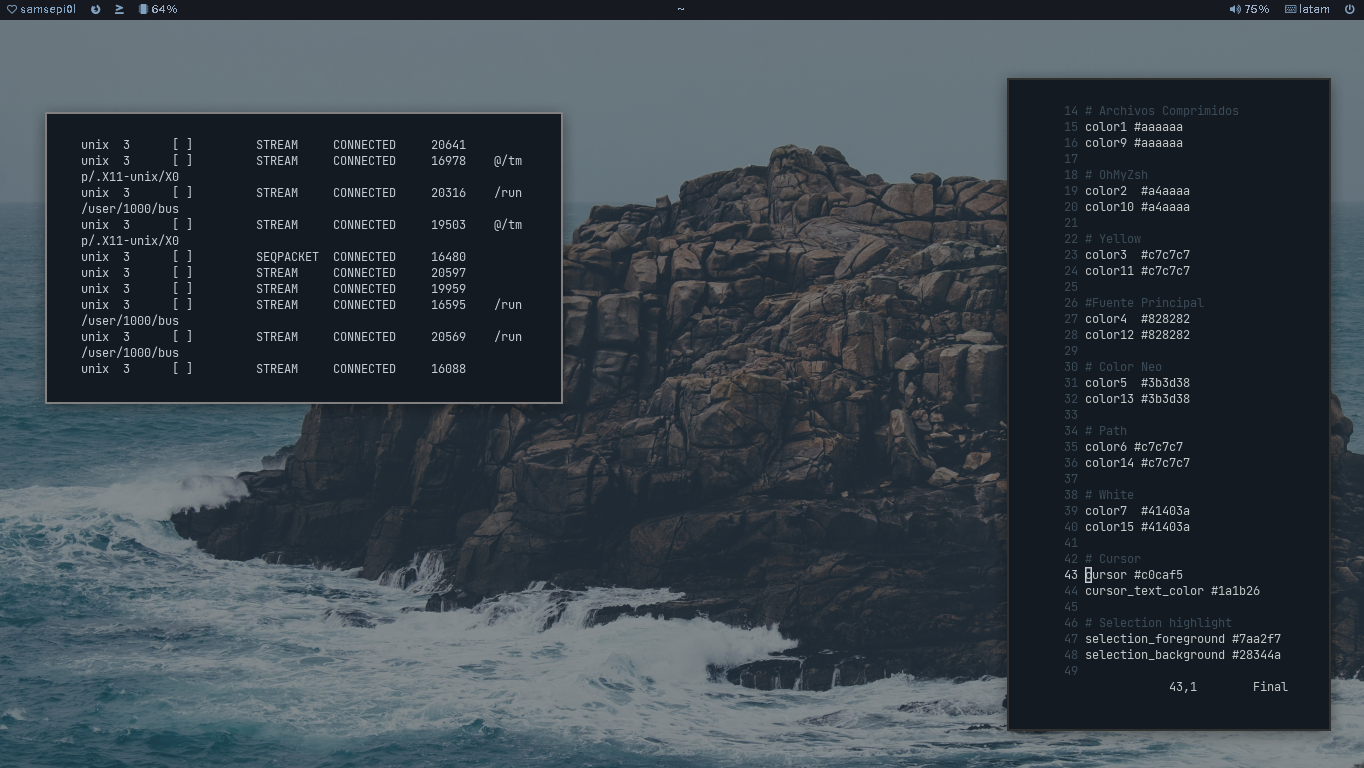 samsepi0l 64% ~ 75% latam
unix  3      [ ]         STREAM     CONNECTED     20641
unix  3      [ ]         STREAM     CONNECTED     16978    @/tm
p/.X11-unix/X0
unix  3      [ ]         STREAM     CONNECTED     20316    /run
/user/1000/bus
unix  3      [ ]         STREAM     CONNECTED     19503    @/tm
p/.X11-unix/X0
unix  3      [ ]         SEQPACKET  CONNECTED     16480
unix  3      [ ]         STREAM     CONNECTED     20597
unix  3      [ ]         STREAM     CONNECTED     19959
unix  3      [ ]         STREAM     CONNECTED     16595    /run
/user/1000/bus
unix  3      [ ]         STREAM     CONNECTED     20569    /run
/user/1000/bus
unix  3      [ ]         STREAM     CONNECTED     16088
14 # Archivos Comprimidos
15 color1 #aaaaaa
16 color9 #aaaaaa
17
18 # OhMyZsh
19 color2  #a4aaaa
20 color10 #a4aaaa
21
22 # Yellow
23 color3  #c7c7c7
24 color11 #c7c7c7
25
26 #Fuente Principal
27 color4  #828282
28 color12 #828282
29
30 # Color Neo
31 color5  #3b3d38
32 color13 #3b3d38
33
34 # Path
35 color6 #c7c7c7
36 color14 #c7c7c7
37
38 # White
39 color7  #41403a
40 color15 #41403a
41
42 # Cursor
43 cursor #c0caf5
44 cursor_text_color #1a1b26
45
46 # Selection highlight
47 selection_foreground #7aa2f7
48 selection_background #28344a
49
43,1        Final